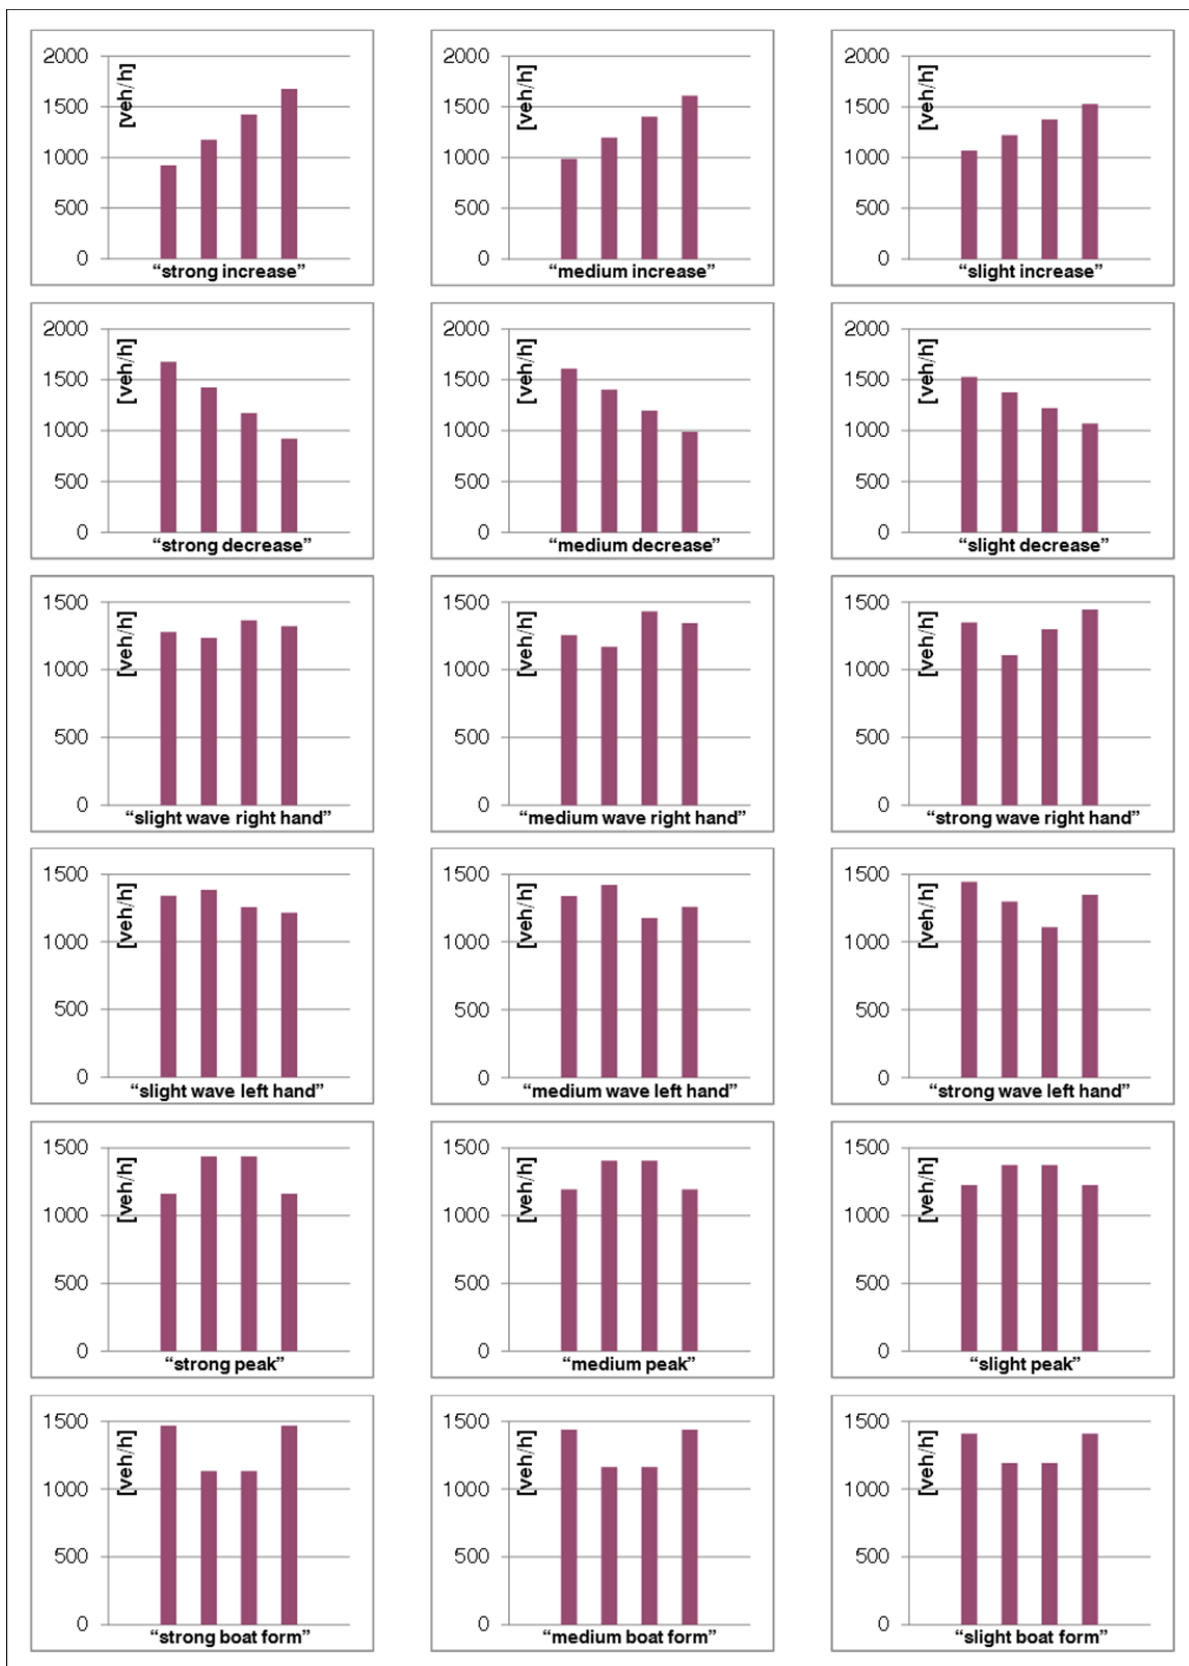 2000
1500
1000
500
0
[veh/h]
“strong increase”
2000
1500
1000
500
0
[veh/h]
“medium increase”
2000
1500
1000
500
0
[veh/h]
“slight increase”
2000
1500
1000
500
0
[veh/h]
“strong decrease”
2000
1500
1000
500
0
[veh/h]
“medium decrease”
2000
1500
1000
500
0
[veh/h]
“slight decrease”
1500
1000
500
0
[veh/h]
“slight wave right hand”
1500
1000
500
0
[veh/h]
“medium wave right hand”
1500
1000
500
0
[veh/h]
“strong wave right hand”
1500
1000
500
0
[veh/h]
“slight wave left hand”
1500
1000
500
0
[veh/h]
“medium wave left hand”
1500
1000
500
0
[veh/h]
“strong wave left hand”
1500
1000
500
0
[veh/h]
“strong peak”
1500
1000
500
0
[veh/h]
“medium peak”
1500
1000
500
0
[veh/h]
“slight peak”
1500
1000
500
0
[veh/h]
“strong boat form”
1500
1000
500
0
[veh/h]
“medium boat form”
1500
1000
500
0
[veh/h]
“slight boat form”